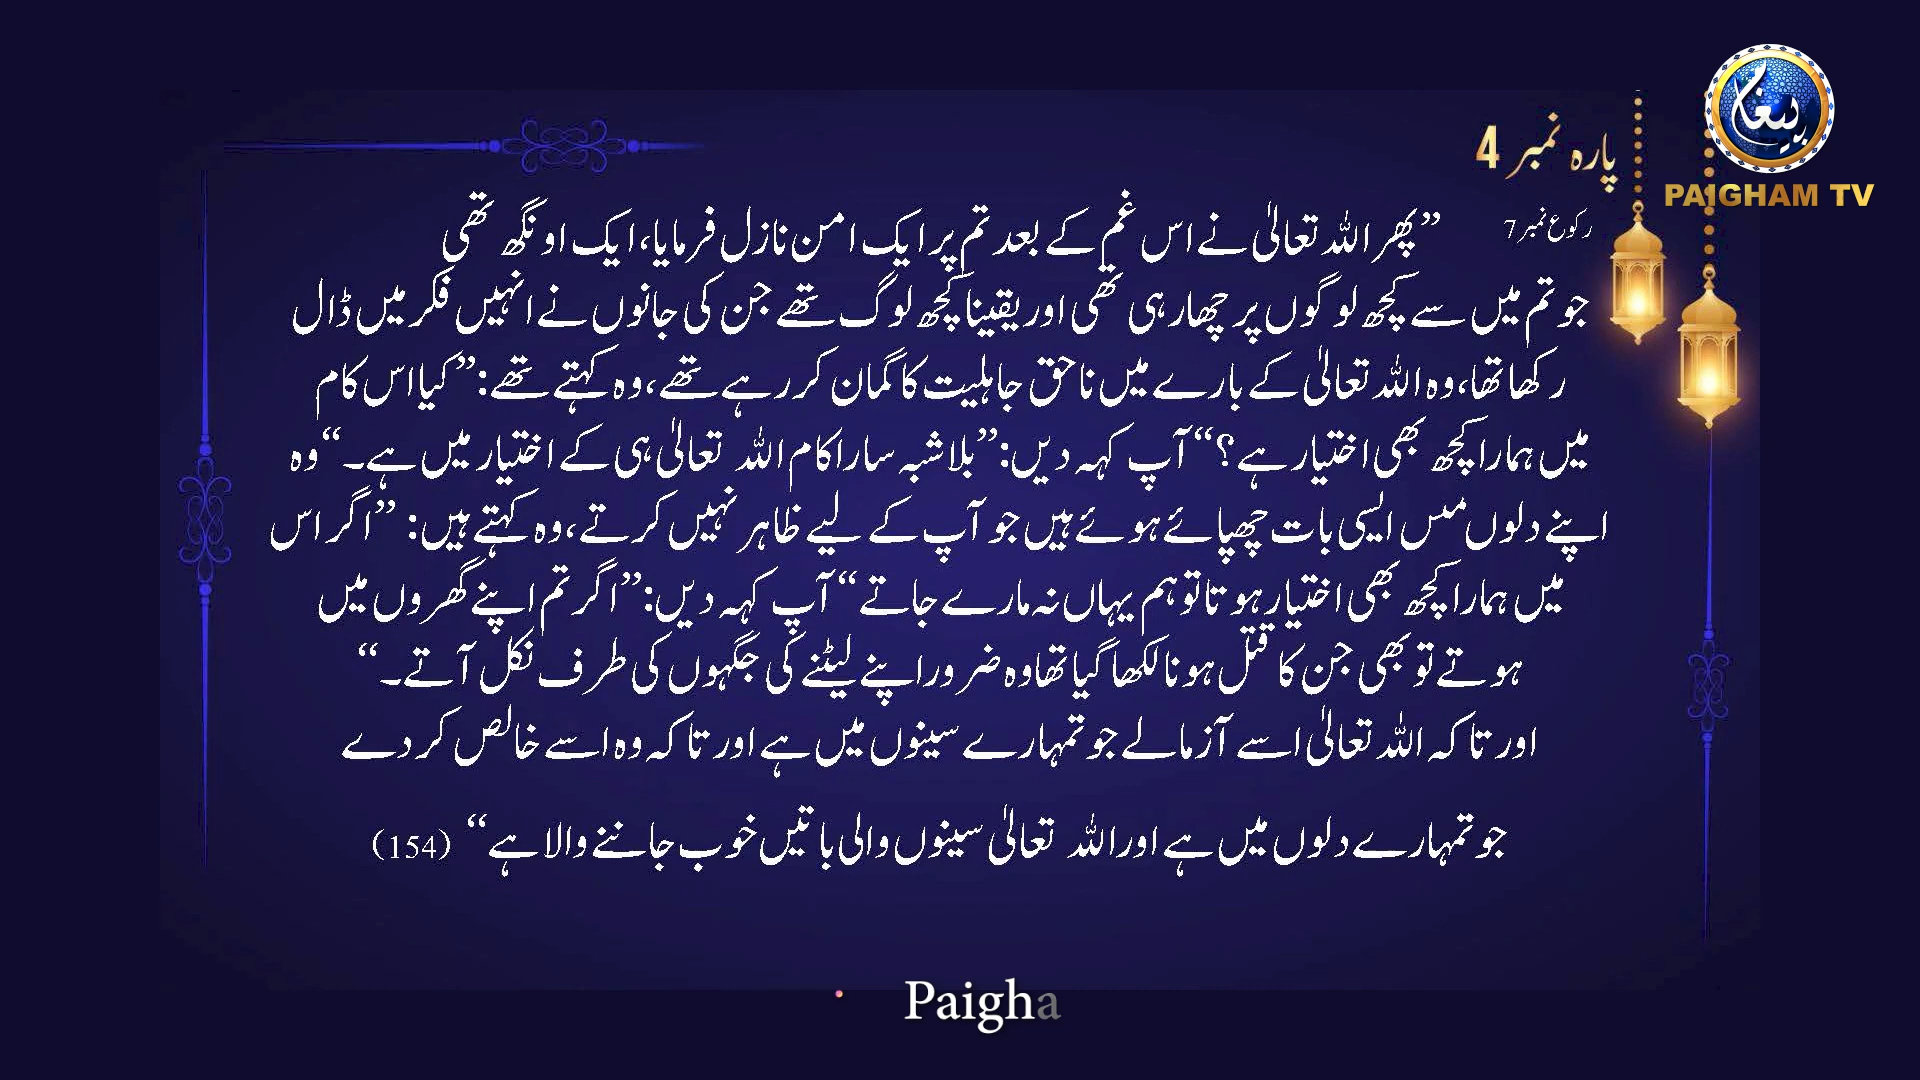 پیغام
PAIGHAM TV
پارہ نمبر 4
رکوع نمبر 7
”پھر اللہ تعالیٰ نے اس غم کے بعد تم پر ایک امن نازل فرمایا، ایک اونگھ تھی
جو تم میں سے کچھ لوگوں پر چھا رہی تھی اور یقینا کچھ لوگ تھے جن کی جانوں نے انہیں فکر میں ڈال
رکھا تھا، وہ اللہ تعالیٰ کے بارے میں ناحق جاہلیت کا گمان کر رہے تھے، وہ کہتے تھے: ”کیا اس کام
میں ہمارا کچھ بھی اختیار ہے؟“ آپ کہہ دیں: ”بلاشبہ سارا کام اللہ تعالیٰ ہی کے اختیار میں ہے۔“ وہ
اپنے دلوں مںں ایسی بات چھپائے ہوئے ہیں جو آپ کے لیے ظاہر نہیں کرتے، وہ کہتے ہیں: ”اگر اس
میں ہمارا کچھ بھی اختیار ہوتا تو ہم یہاں نہ مارے جاتے“ آپ کہہ دیں: ”اگر تم اپنے گھروں میں
ہوتے تو بھی جن کا قتل ہونا لکھا گیا تھا وہ ضرور اپنے لیٹنے کی جگہوں کی طرف نکل آتے۔“
اور تاکہ اللہ تعالیٰ اسے آزمالے جو تمہارے سینوں میں ہے اور تاکہ وہ اسے خالص کر دے
جو تمہارے دلوں میں ہے اور اللہ تعالیٰ سینوں والی باتیں خوب جاننے والا ہے“ (154)
Paigha